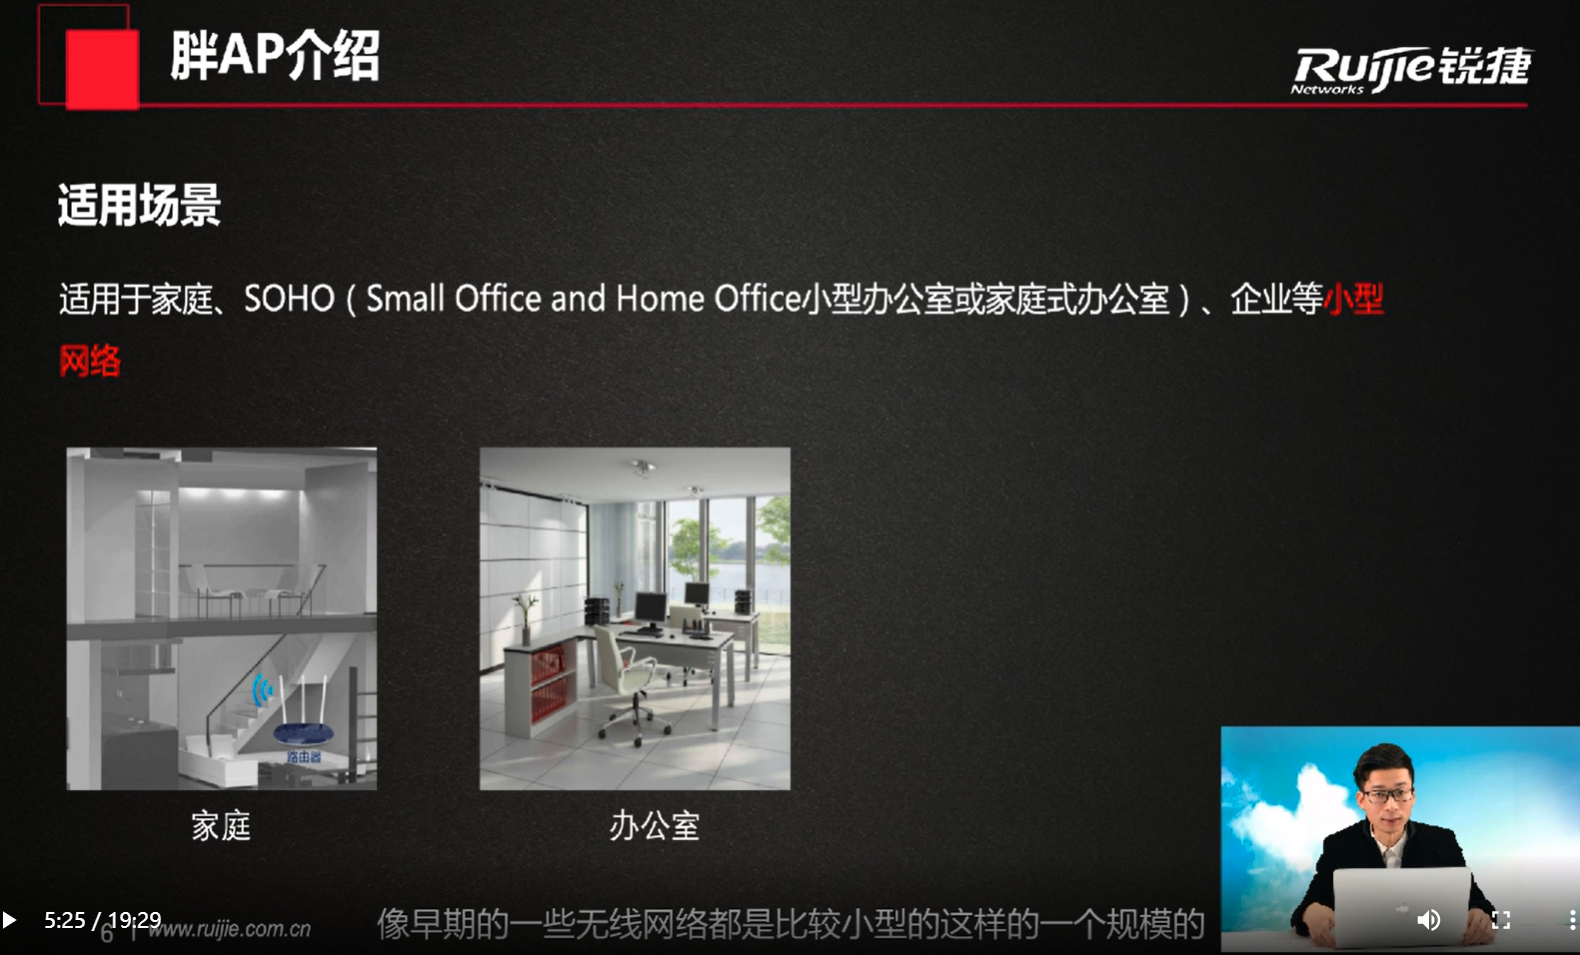 胖AP介绍
Ruijie锐捷
Networks
适用场景
适用于家庭、SOHO（Small Office and Home Office小型办公室或家庭式办公室）、企业等小型
网络
路由器
家庭
办公室
5:25 / 19:29
6
www.ruijie.com.cn
像早期的一些无线网络都是比较小型的这样的一个规模的